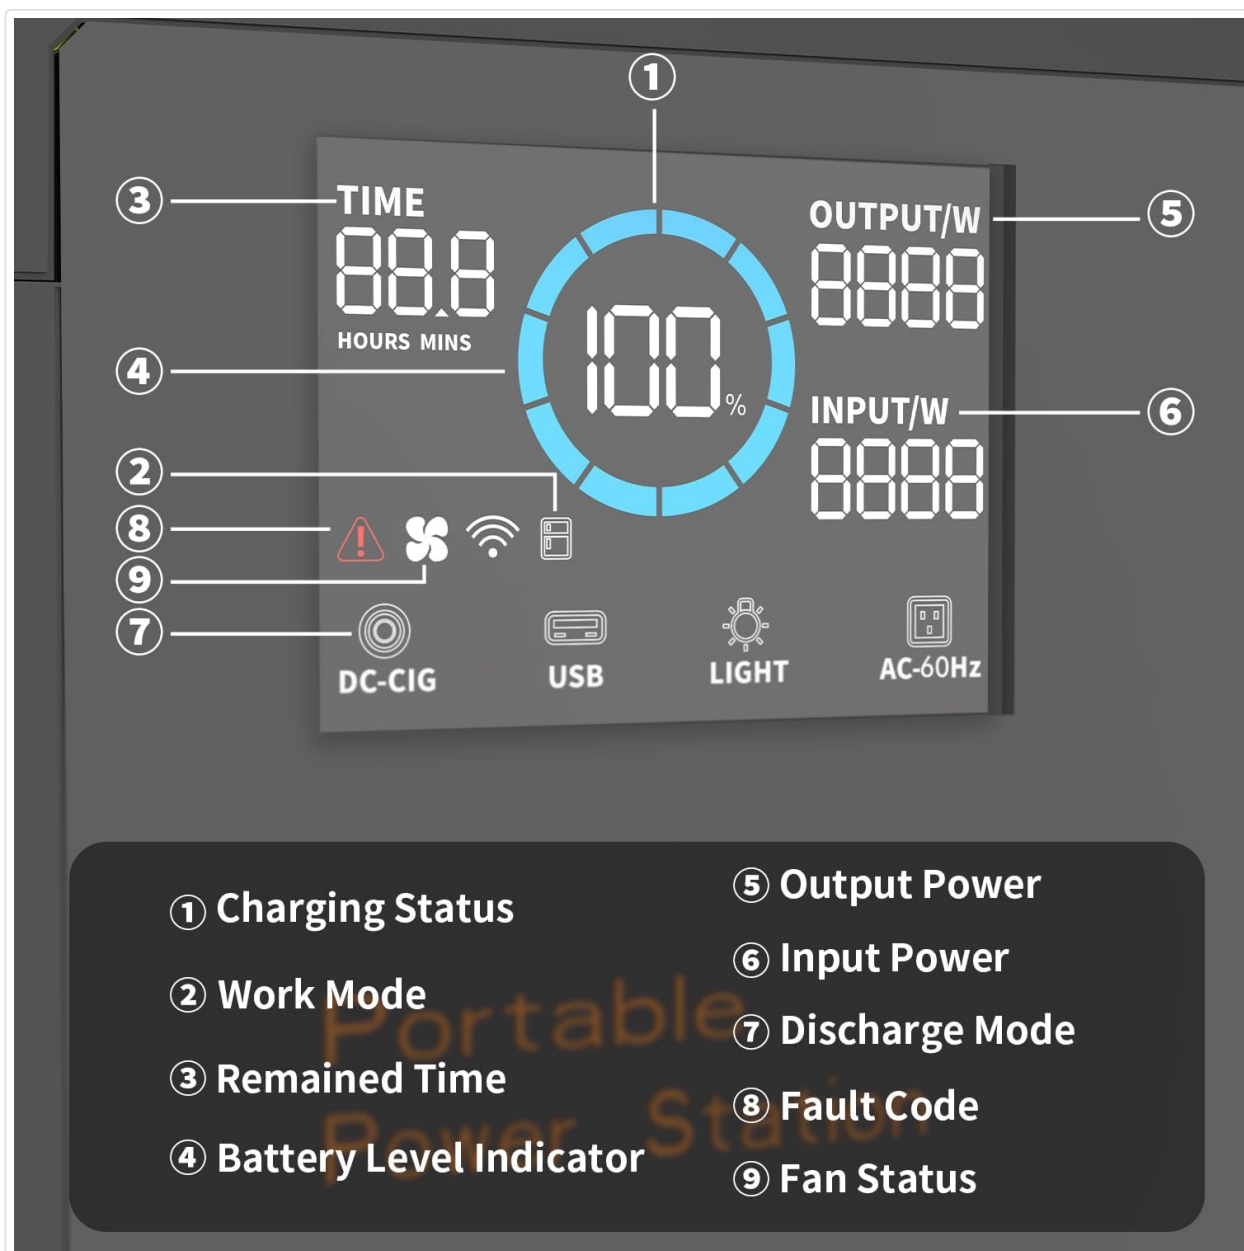 ①
③ TIME
88.8
HOURS MINS
OUTPUT/W ⑤
8888
④
100%
INPUT/W ⑥
8888
②
⑧
⑨
⑦
DC-CIG
USB
LIGHT
AC-60Hz
① Charging Status
② Work Mode
③ Remained Time
④ Battery Level Indicator
⑤ Output Power
⑥ Input Power
⑦ Discharge Mode
⑧ Fault Code
⑨ Fan Status
Portable
Power Station